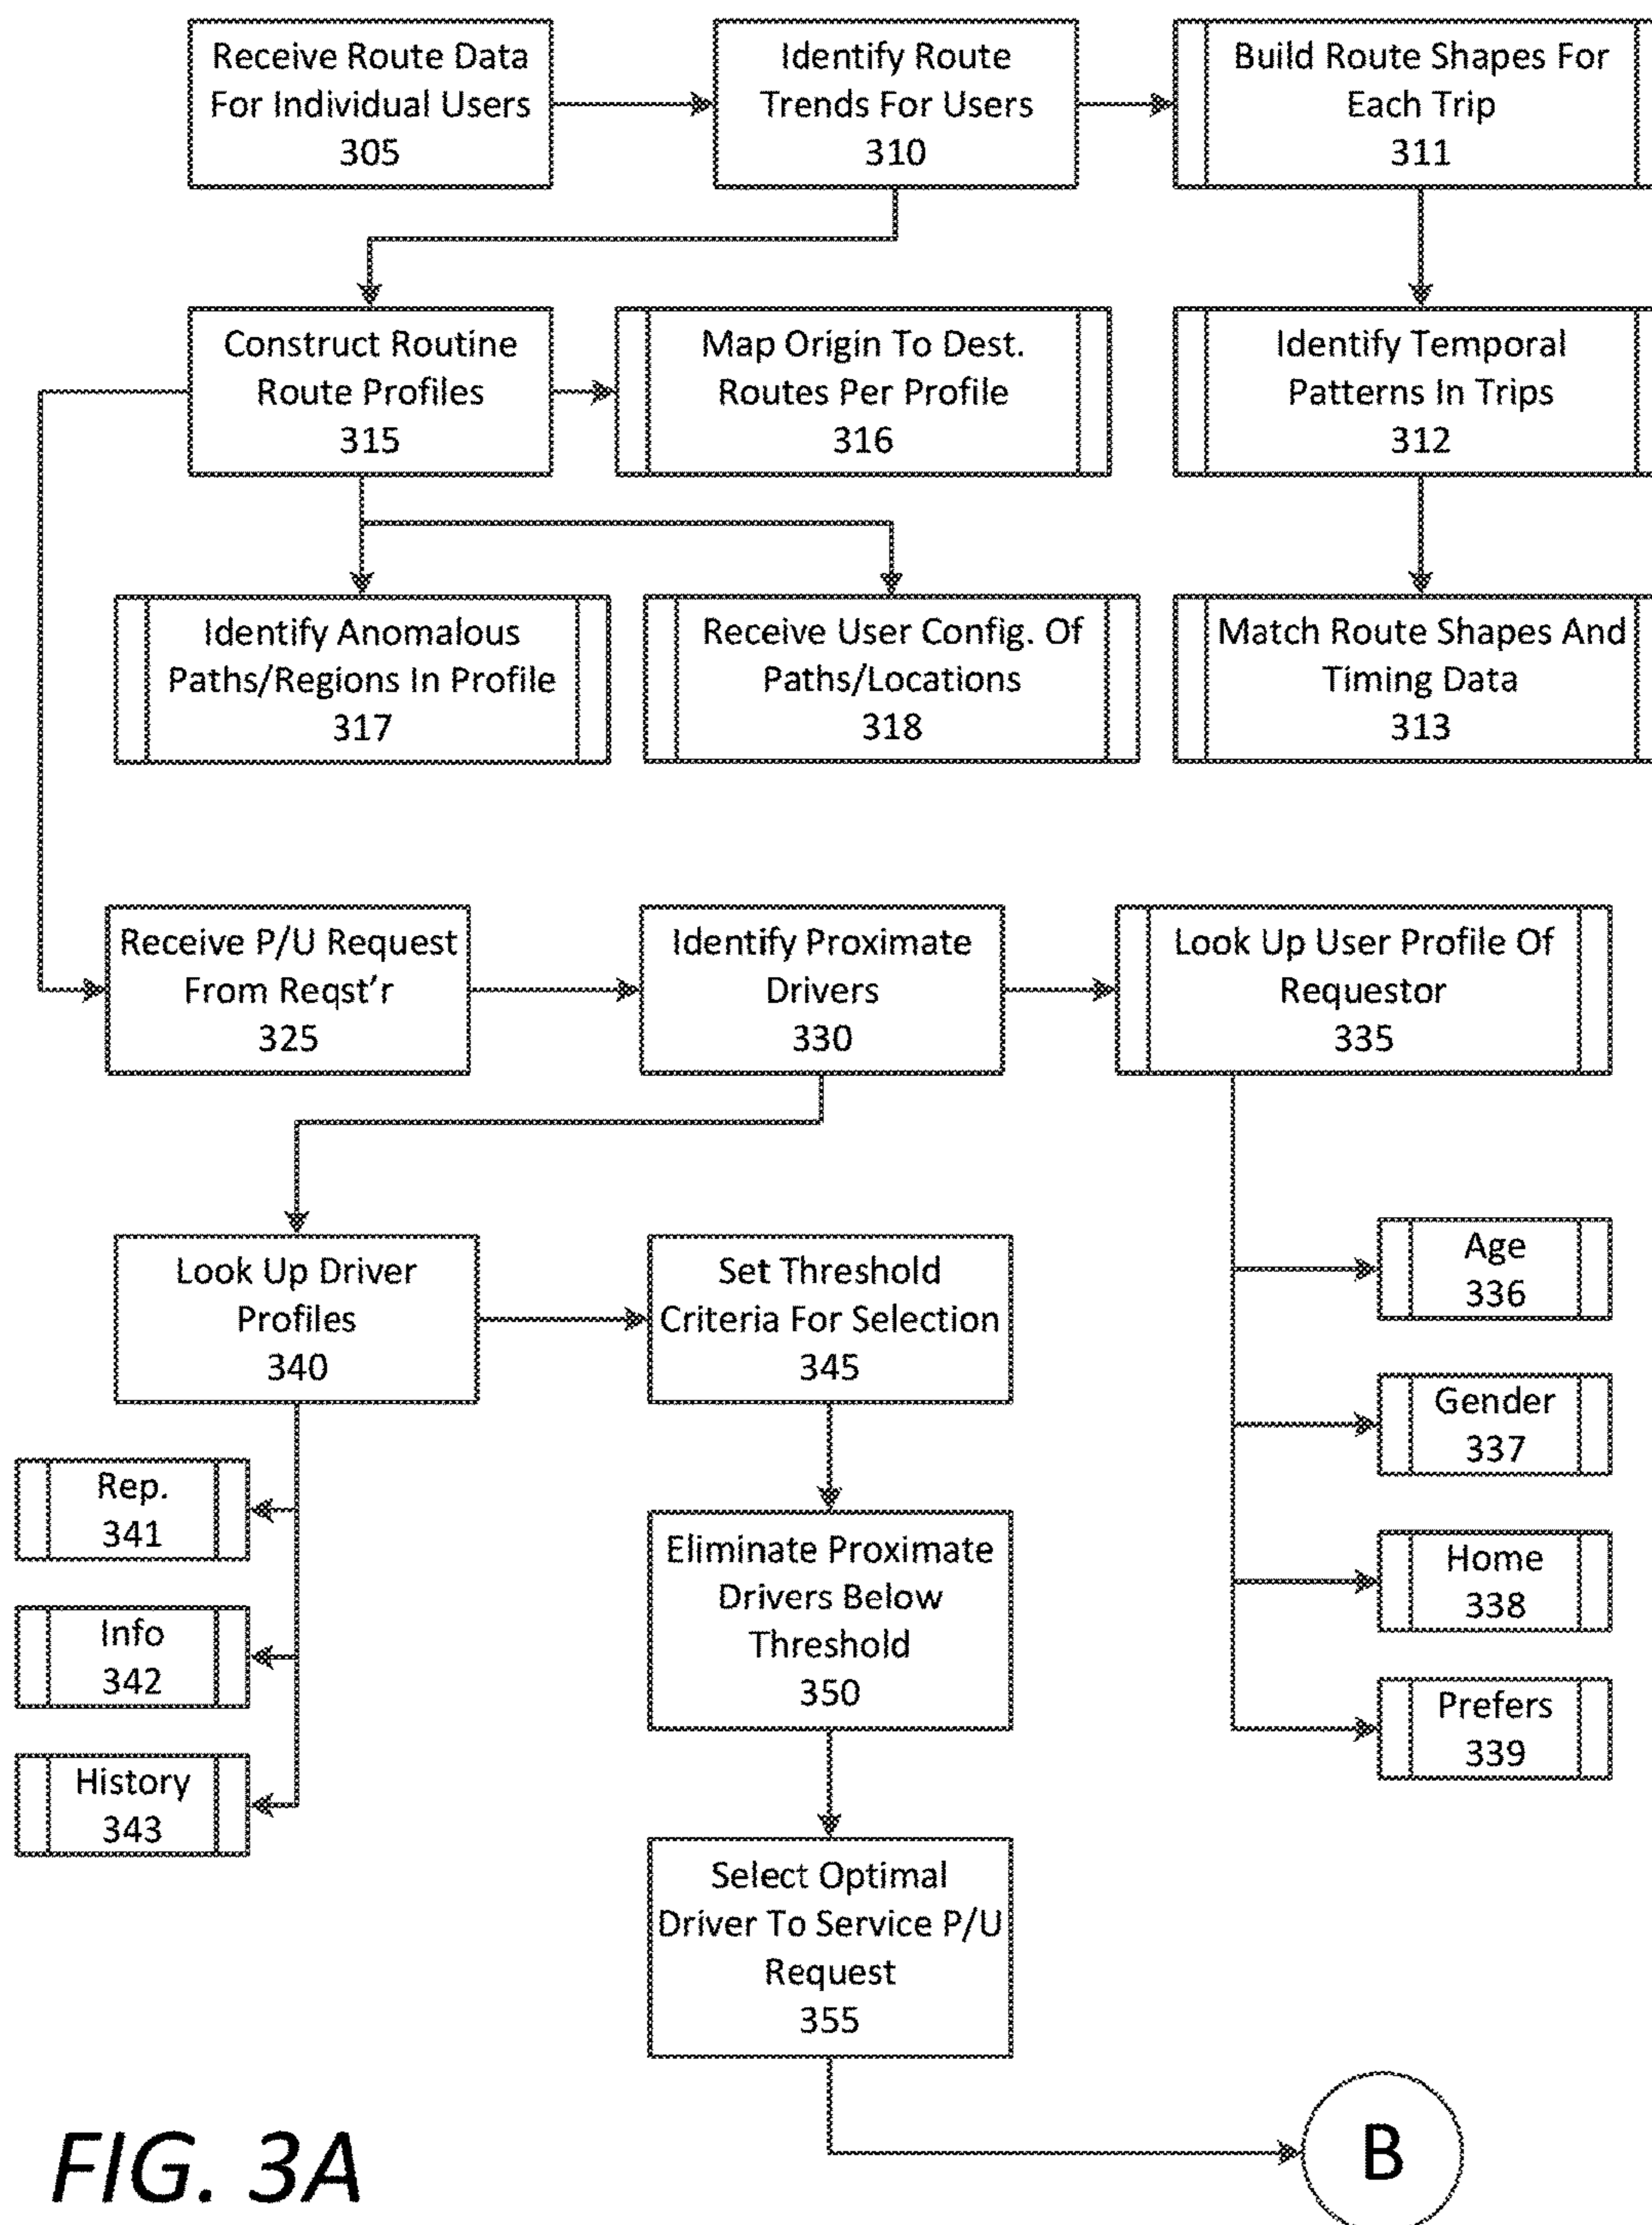 Receive Route Data
For Individual Users
305
Identify Route
Trends For Users
310
Build Route Shapes For
Each Trip
311
Construct Routine
Route Profiles
315
Map Origin To Dest.
Routes Per Profile
316
Identify Temporal
Patterns In Trips
312
Identify Anomalous
Paths/Regions In Profile
317
Receive User Config. Of
Paths/Locations
318
Match Route Shapes And
Timing Data
313
Receive P/U Request
From Reqst'r
325
Identify Proximate
Drivers
330
Look Up User Profile Of
Requestor
335
Look Up Driver
Profiles
340
Set Threshold
Criteria For Selection
345
Age
336
Gender
337
Home
338
Prefers
339
Rep.
341
Info
342
History
343
Eliminate Proximate
Drivers Below
Threshold
350
Select Optimal
Driver To Service P/U
Request
355
B
FIG. 3A